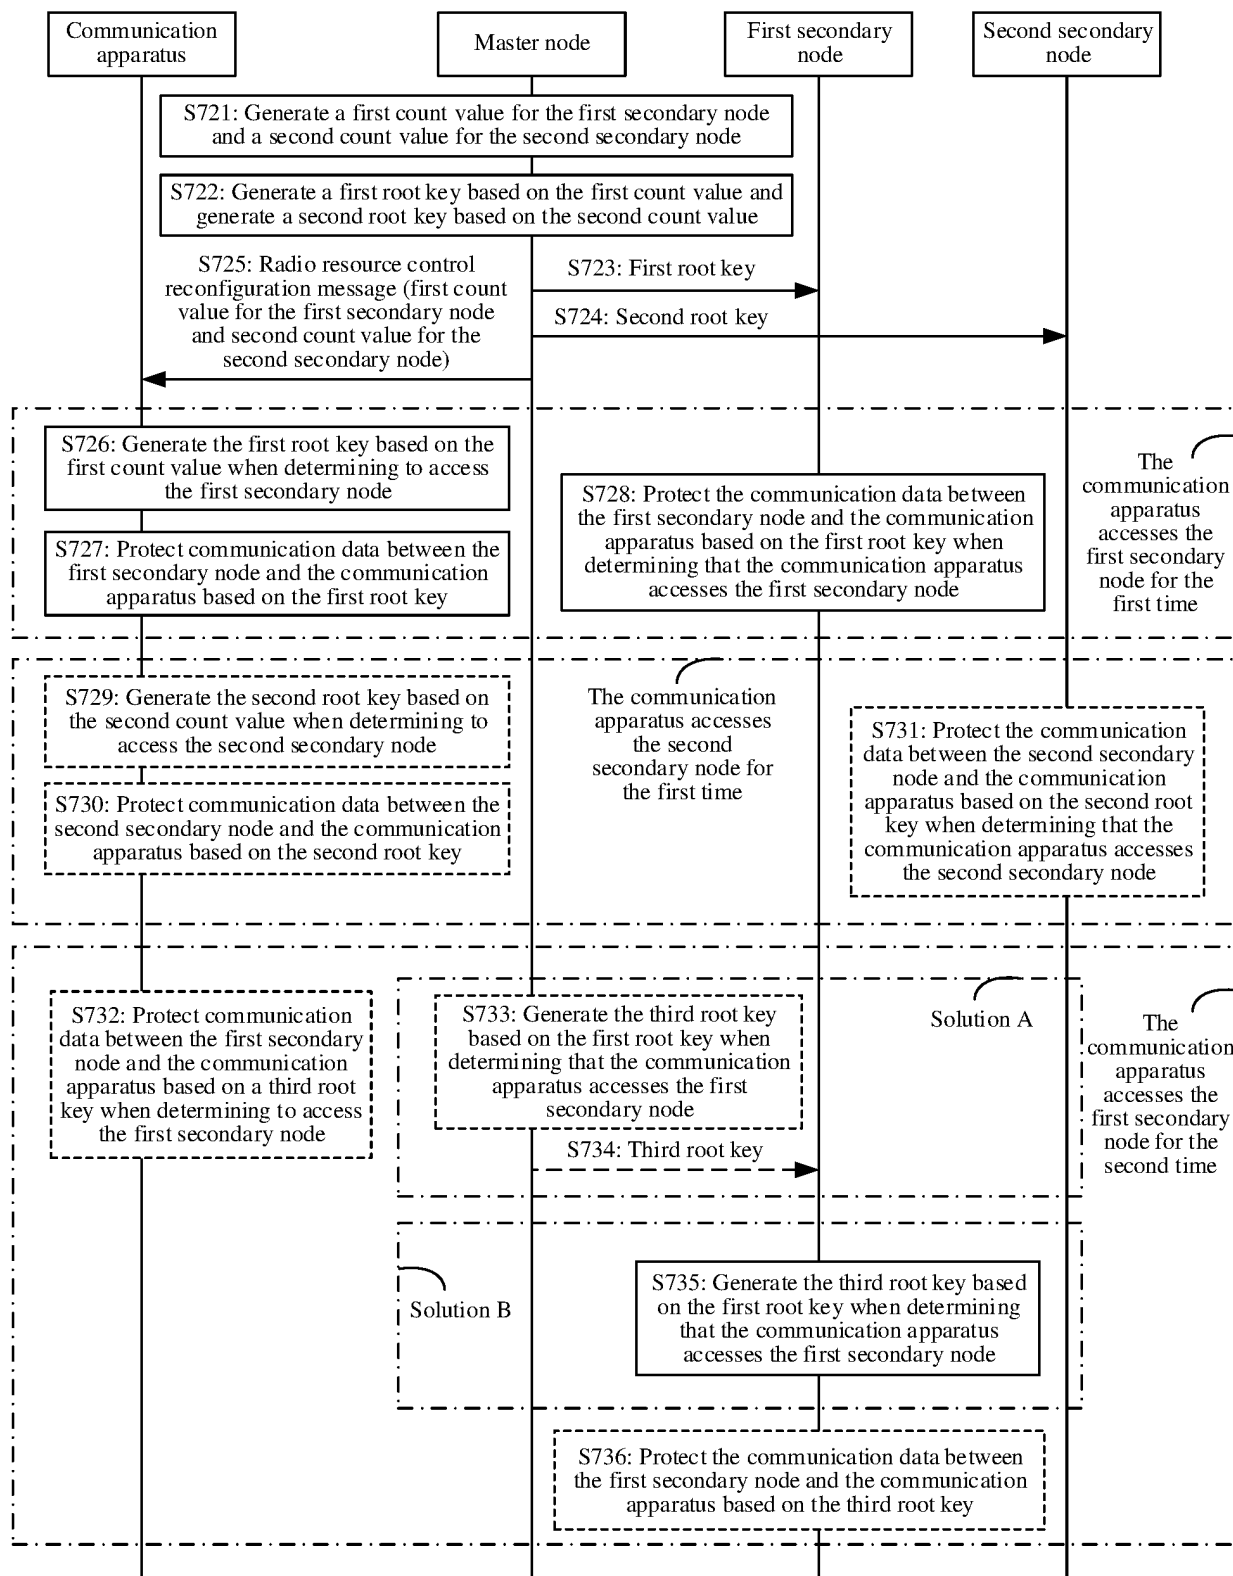 Communication
apparatus
Master node
First secondary
node
Second secondary
node
S721: Generate a first count value for the first secondary node
and a second count value for the second secondary node
S722: Generate a first root key based on the first count value and
generate a second root key based on the second count value
S725: Radio resource control
reconfiguration message (first count
value for the first secondary node
and second count value for the
second secondary node)
S723: First root key
S724: Second root key
S726: Generate the first root key based on the
first count value when determining to access
the first secondary node
S727: Protect communication data between the
first secondary node and the communication
apparatus based on the first root key
S728: Protect the communication data between
the first secondary node and the communication
apparatus based on the first root key when
determining that the communication apparatus
accesses the first secondary node
The
communication
apparatus
accesses the
first secondary
node for the
first time
S729: Generate the second root key based on
the second count value when determining to
access the second secondary node
S730: Protect communication data between the
second secondary node and the communication
apparatus based on the second root key
The communication
apparatus accesses
the second
secondary node for
the first time
S731: Protect the communication
data between the second secondary
node and the communication
apparatus based on the second root
key when determining that the
communication apparatus accesses
the second secondary node
S732: Protect communication
data between the first secondary
node and the communication
apparatus based on a third root
key when determining to access
the first secondary node
S733: Generate the third root key
based on the first root key when
determining that the communication
apparatus accesses the first
secondary node
Solution A
S734: Third root key
The
communication
apparatus
accesses the
first secondary
node for the
second time
Solution B
S735: Generate the third root key based
on the first root key when determining
that the communication apparatus
accesses the first secondary node
S736: Protect the communication data between
the first secondary node and the communication
apparatus based on the third root key